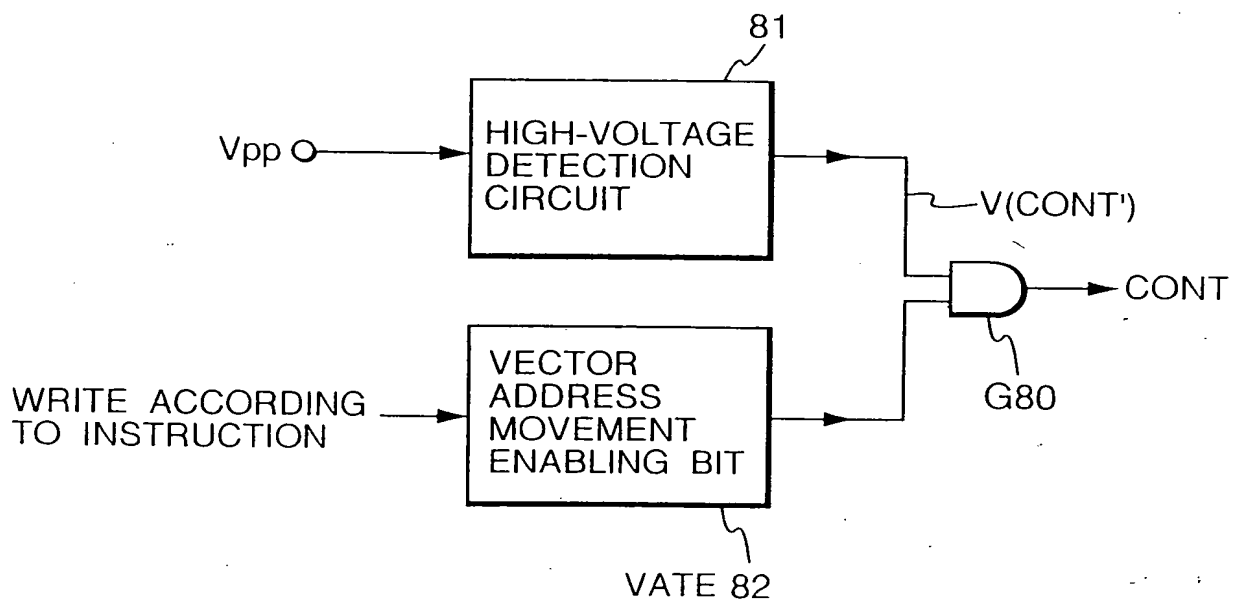 81
Vpp
HIGH-VOLTAGE
DETECTION
CIRCUIT
V(CONT')
CONT
G80
WRITE ACCORDING
TO INSTRUCTION
VECTOR
ADDRESS
MOVEMENT
ENABLING BIT
VATE 82